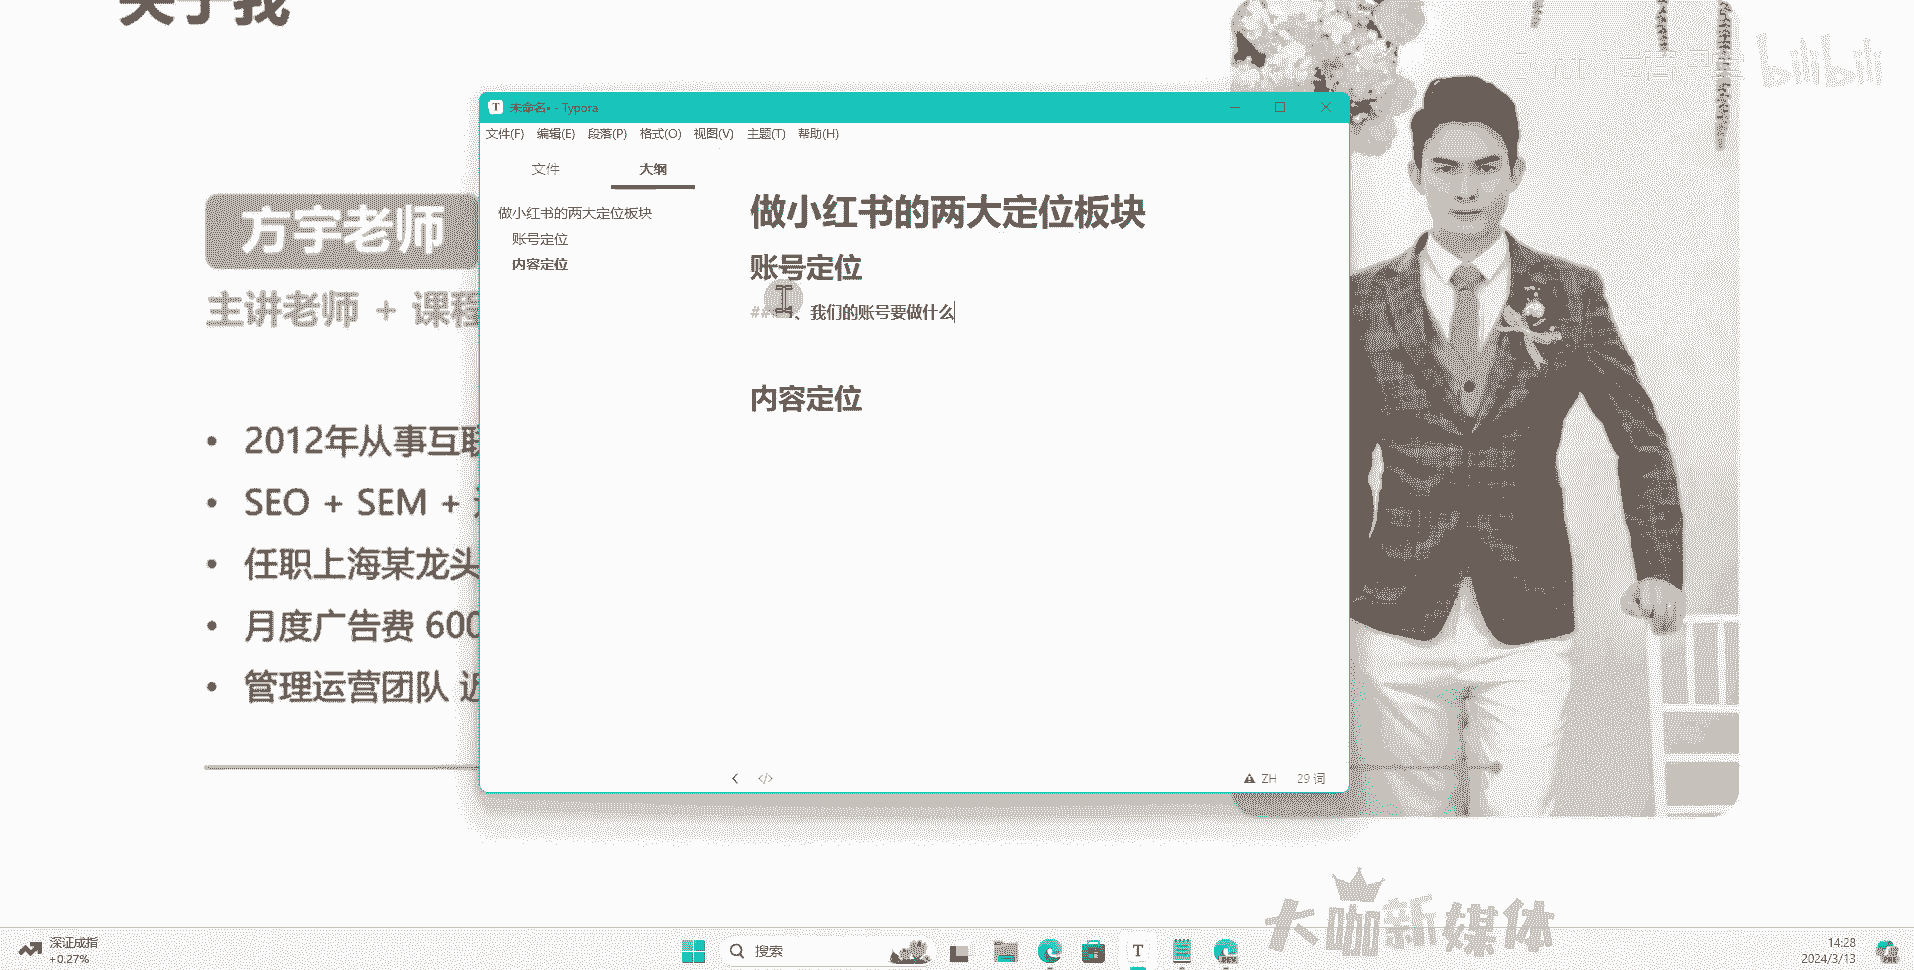 关于我
bilibili
未命名• - Typora
文件(F) 编辑(E) 段落(P) 格式(O) 视图(V) 主题(T) 帮助(H)
文件 大纲
做小红书的两大定位板块
账号定位
内容定位
做小红书的两大定位板块
账号定位
、我们的账号要做什么
内容定位
ZH 29 词
方宇老师
主讲老师 + 课程
• 2012年从事互联
• SEO + SEM +
• 任职上海某龙头
• 月度广告费 600
• 管理运营团队 近
大咖新媒体
深证成指
+0.27%
搜索
14:28
2024/3/13